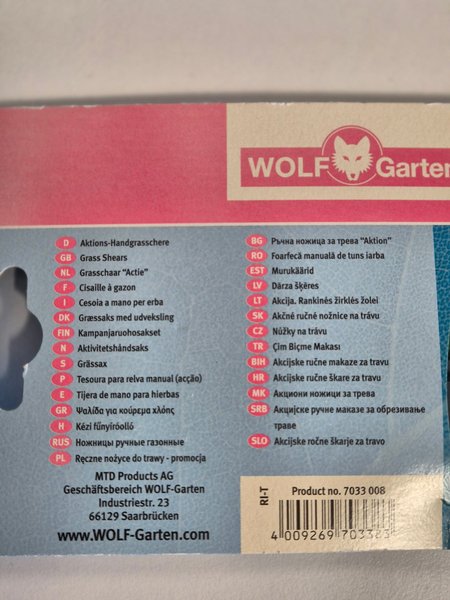 WOLF Garten
D Aktions-Handgrasschere
GB Grass Shears
NL Grasschaar "Actie"
F Cisaille à gazon
I Cesoia a mano per erba
DK Græssaks med udveksling
FIN Kampanjaruohosakset
N Aktivitetshåndsaks
S Grässax
P Tesoura para relva manual (acção)
E Tijera de mano para hierbas
GR Ψαλίδι για κούρεμα χλόης
H Kézi fűnyíróolló
RUS Ножницы ручные газонные
PL Ręczne nożyce do trawy - promocja
MTD Products AG
Geschäftsbereich WOLF-Garten
Industriestr. 23
66129 Saarbrücken
www.WOLF-Garten.com
BG Ръчна ножица за трева "Aktion"
RO Foarfecă manuală de tuns iarba
EST Murukäärid
LV Dārza šķēres
LT Akcija. Rankinės žirklės žolei
SK Akčné ručné nožnice na trávu
CZ Nůžky na trávu
TR Çim Biçme Makası
BIH Akcijske ručne makaze za travu
HR Akcijske ručne škare za travu
MK Акциони ножици за трева
SRB Акцијске ручне маказе за обрезивање
траве
SLO Akcijske ročne škarje za travo
RI-T
Product no. 7033 008
4 009269 703383